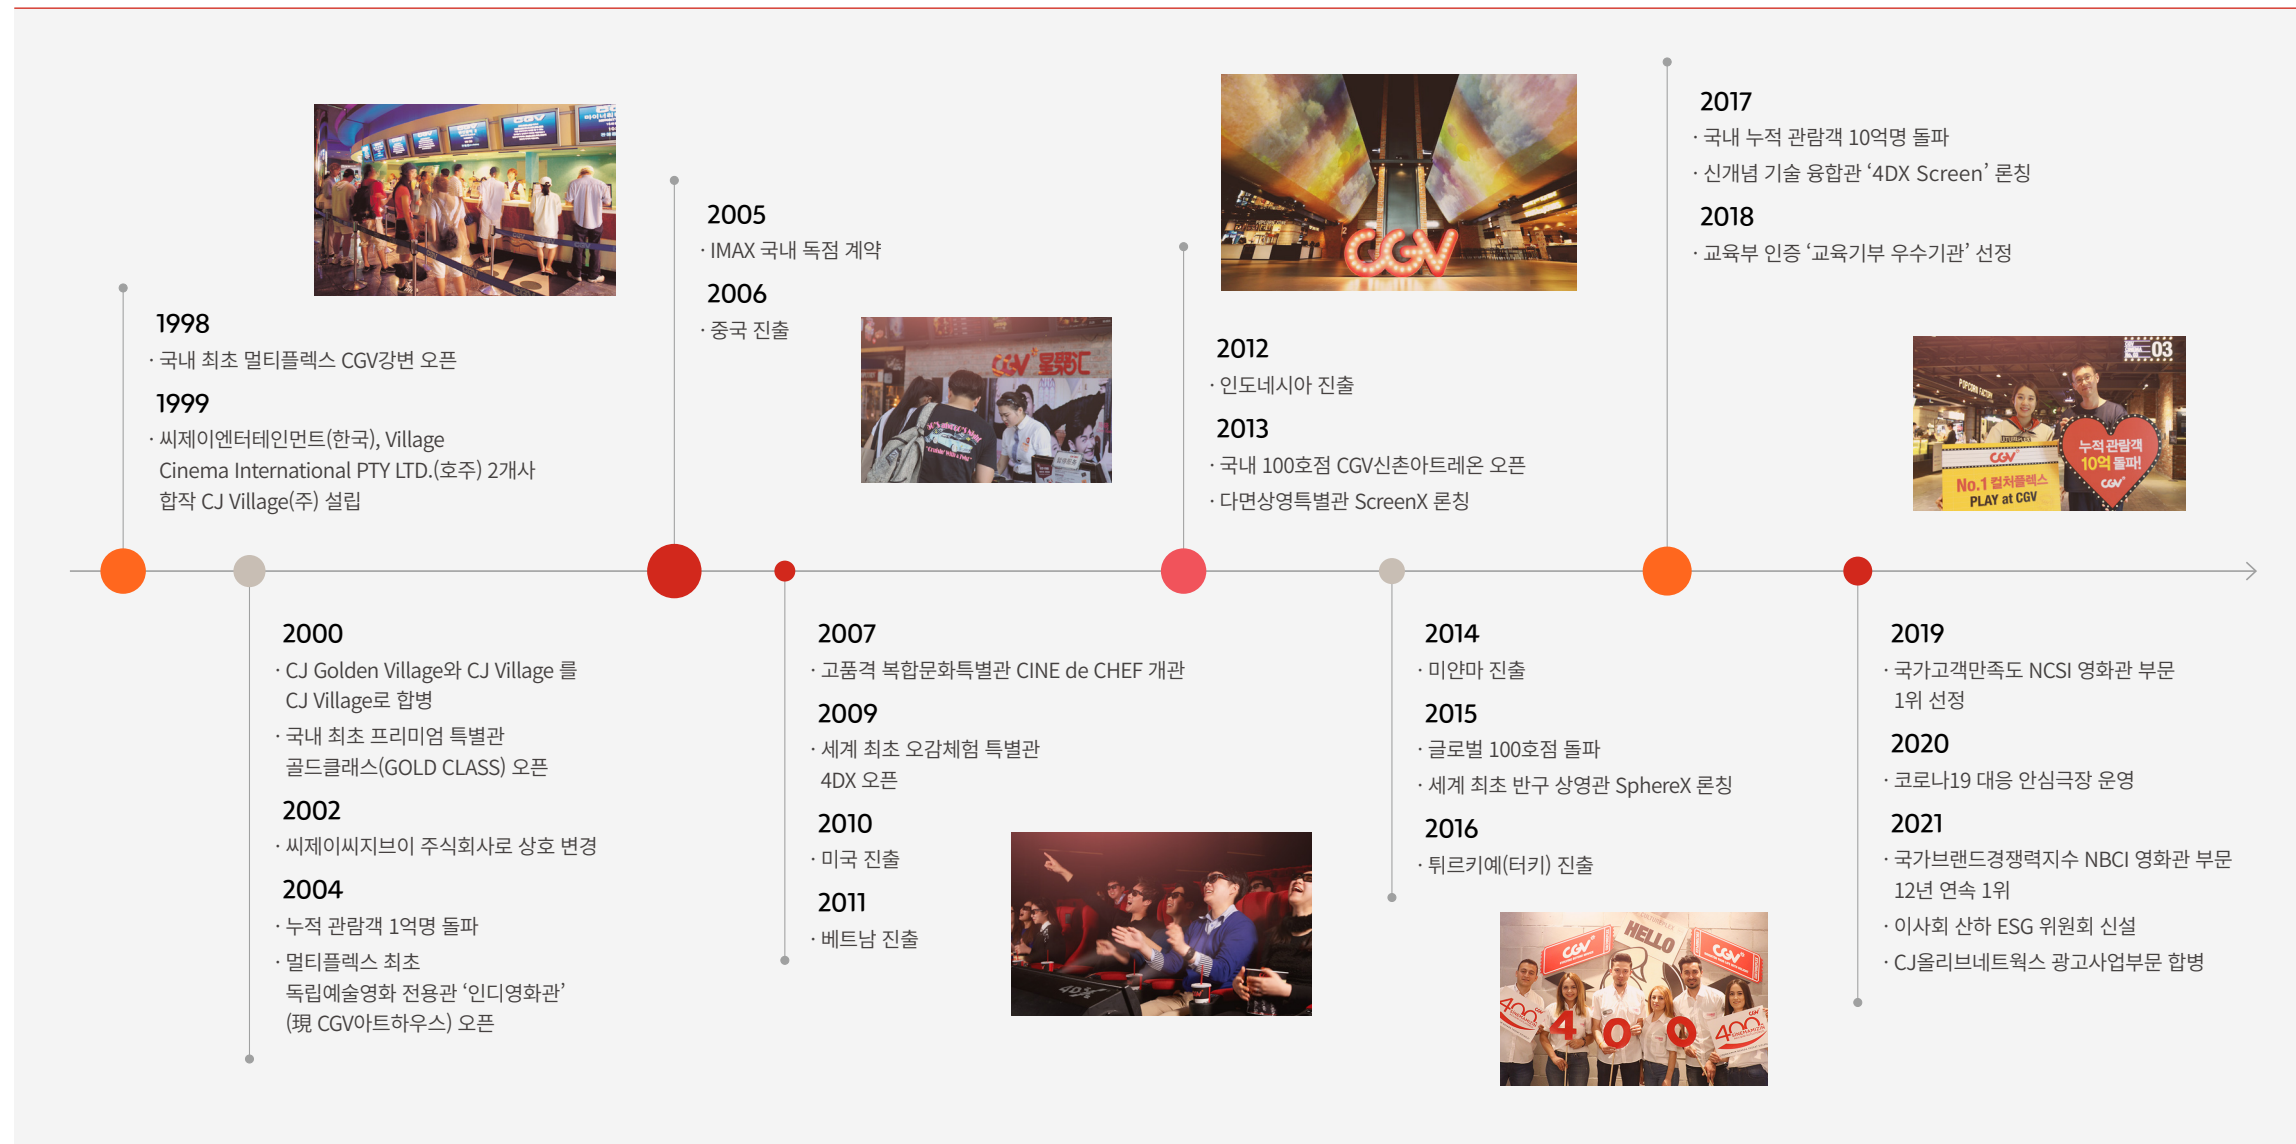 1998
· 국내 최초 멀티플렉스 CGV강변 오픈
1999
· 씨제이엔터테인먼트(한국), Village
Cinema International PTY LTD.(호주) 2개사
합작 CJ Village(주) 설립
2000
· CJ Golden Village와 CJ Village 를
CJ Village로 합병
· 국내 최초 프리미엄 특별관
골드클래스(GOLD CLASS) 오픈
2002
· 씨제이씨지브이 주식회사로 상호 변경
2004
· 누적 관람객 1억명 돌파
· 멀티플렉스 최초
독립예술영화 전용관 ‘인디영화관’
(現 CGV아트하우스) 오픈
2005
· IMAX 국내 독점 계약
2006
· 중국 진출
CGV 星聚汇
2007
· 고품격 복합문화특별관 CINE de CHEF 개관
2009
· 세계 최초 오감체험 특별관
4DX 오픈
2010
· 미국 진출
2011
· 베트남 진출
4DX
CGV
2012
· 인도네시아 진출
2013
· 국내 100호점 CGV신촌아트레온 오픈
· 다면상영특별관 ScreenX 론칭
2014
· 미얀마 진출
2015
· 글로벌 100호점 돌파
· 세계 최초 반구 상영관 SphereX 론칭
2016
· 튀르키예(터키) 진출
HELLO
CGV
CGV
400
400
400
2017
· 국내 누적 관람객 10억명 돌파
· 신개념 기술 융합관 ‘4DX Screen’ 론칭
2018
· 교육부 인증 ‘교육기부 우수기관’ 선정
03
POPCORN FACTORY
누적 관람객
10억 돌파!
CGV
CGV
No.1 컬처플렉스
PLAY at CGV
2019
· 국가고객만족도 NCSI 영화관 부문
1위 선정
2020
· 코로나19 대응 안심극장 운영
2021
· 국가브랜드경쟁력지수 NBCI 영화관 부문
12년 연속 1위
· 이사회 산하 ESG 위원회 신설
· CJ올리브네트웍스 광고사업부문 합병